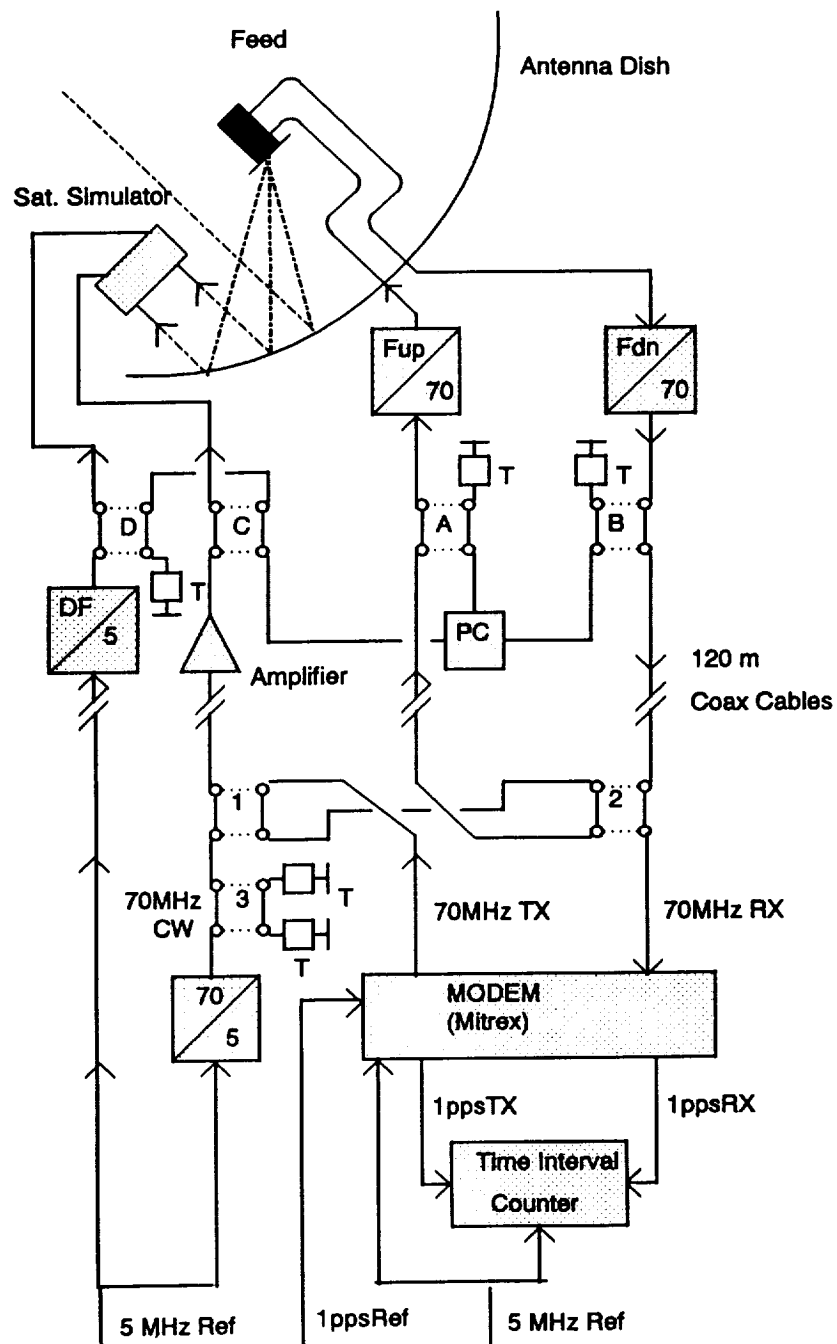 Feed
Antenna Dish
Sat. Simulator
Fup
70
Fdn
70
T
T
D
C
A
B
T
DF
5
PC
Amplifier
120 m
Coax Cables
1
2
70MHz
CW
3
T
T
70MHz TX
70MHz RX
70
5
MODEM
(Mitrex)
1ppsTX
1ppsRX
Time Interval
Counter
5 MHz Ref
1ppsRef
5 MHz Ref